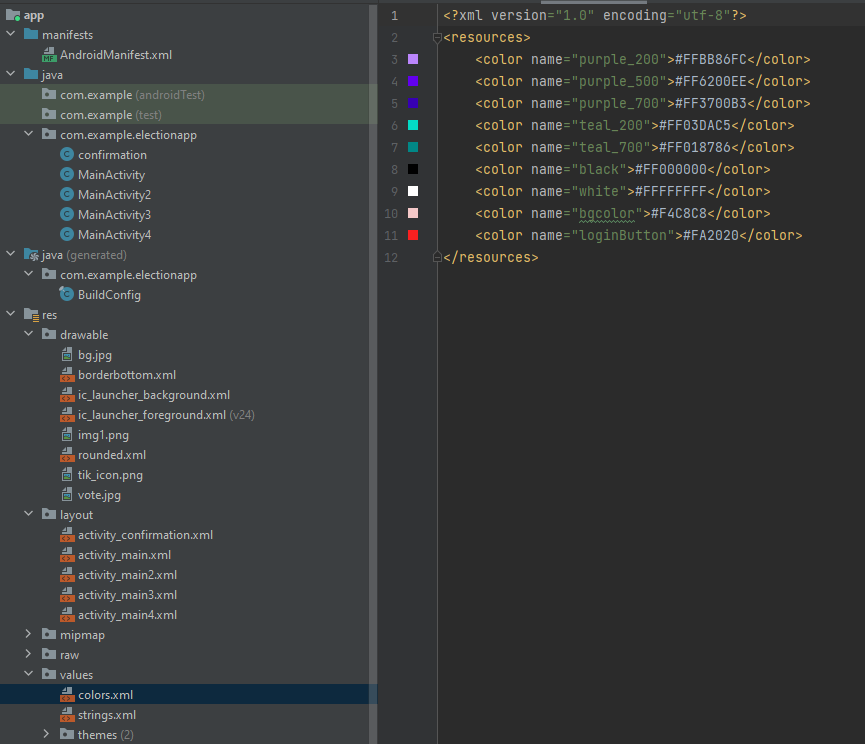 app
manifests
AndroidManifest.xml
java
com.example (androidTest)
com.example (test)
com.example.electionapp
confirmation
MainActivity
MainActivity2
MainActivity3
MainActivity4
java (generated)
com.example.electionapp
BuildConfig
res
drawable
bg.jpg
borderbottom.xml
ic_launcher_background.xml
ic_launcher_foreground.xml (v24)
img1.png
rounded.xml
tik_icon.png
vote.jpg
layout
activity_confirmation.xml
activity_main.xml
activity_main2.xml
activity_main3.xml
activity_main4.xml
mipmap
raw
values
colors.xml
strings.xml
themes (2)
1 <?xml version="1.0" encoding="utf-8"?>
2 <resources>
3 <color name="purple_200">#FFBB86FC</color>
4 <color name="purple_500">#FF6200EE</color>
5 <color name="purple_700">#FF3700B3</color>
6 <color name="teal_200">#FF03DAC5</color>
7 <color name="teal_700">#FF018786</color>
8 <color name="black">#FF000000</color>
9 <color name="white">#FFFFFFFF</color>
10 <color name="bgcolor">#F4C8C8</color>
11 <color name="loginButton">#FA2020</color>
12 </resources>